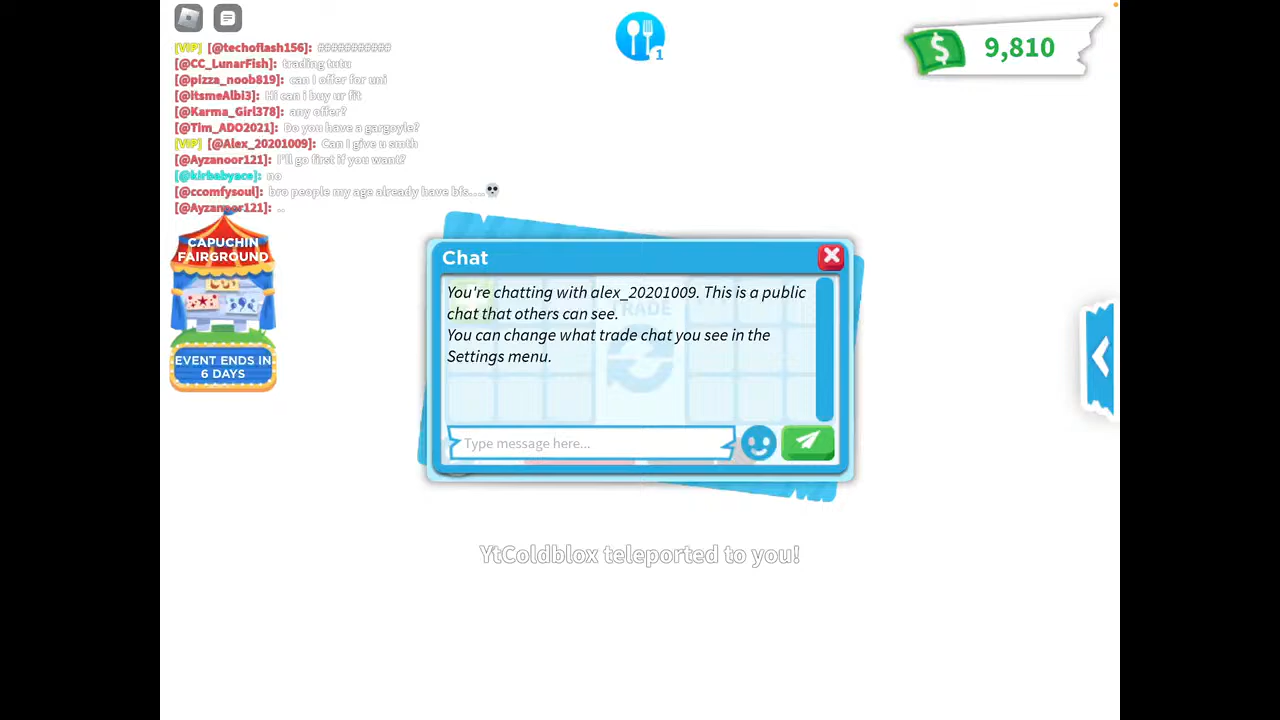 1
9,810
[VIP] [@techoflash156]: ###########
[@CC_LunarFish]: trading tutu
[@pizza_noob819]: can I offer for uni
[@itsmeAlbi3]: Hi can i buy ur fit
[@Karma_Girl378]: any offer?
[@Tim_ADO2021]: Do you have a gargoyle?
[VIP] [@Alex_20201009]: Can I give u smth
[@Ayzanoor121]: I'll go first if you want?
[@kirbabyace]: no
[@ccomfysoul]: bro people my age already have bfs....💀
[@Ayzanoor121]: ..
CAPUCHIN
FAIRGROUND
EVENT ENDS IN
6 DAYS
Chat
You're chatting with alex_20201009. This is a public
chat that others can see.
You can change what trade chat you see in the
Settings menu.
TRADE
Type message here...
YtColdblox teleported to you!